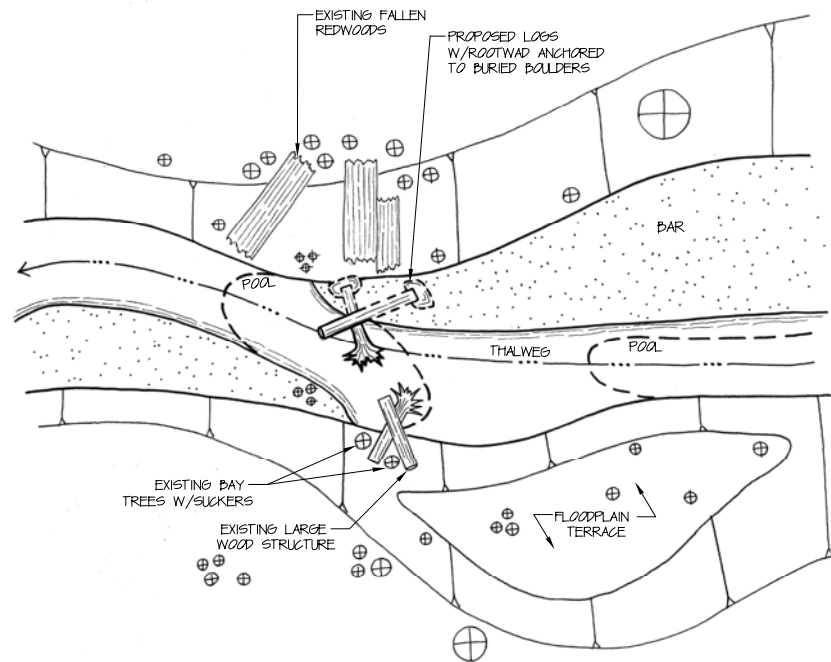 EXISTING FALLEN
REDWOODS
PROPOSED LOGS
W/ROOTWAD ANCHORED
TO BURIED BOULDERS
BAR
POOL
THALWEG
POOL
EXISTING BAY
TREES W/SUCKERS
EXISTING LARGE
WOOD STRUCTURE
FLOODPLAIN
TERRACE